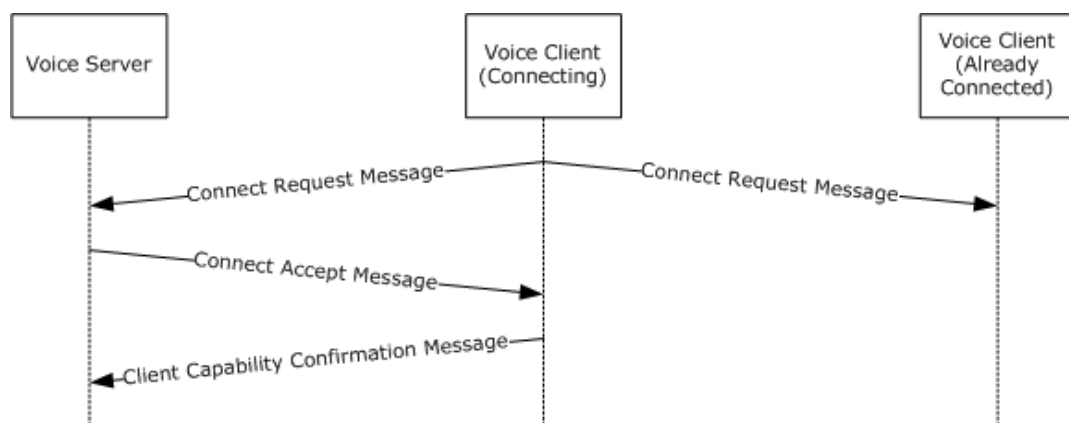 Voice Server
Voice Client
(Connecting)
Voice Client
(Already
Connected)
Connect Request Message
Connect Request Message
Connect Accept Message
Client Capability Confirmation Message